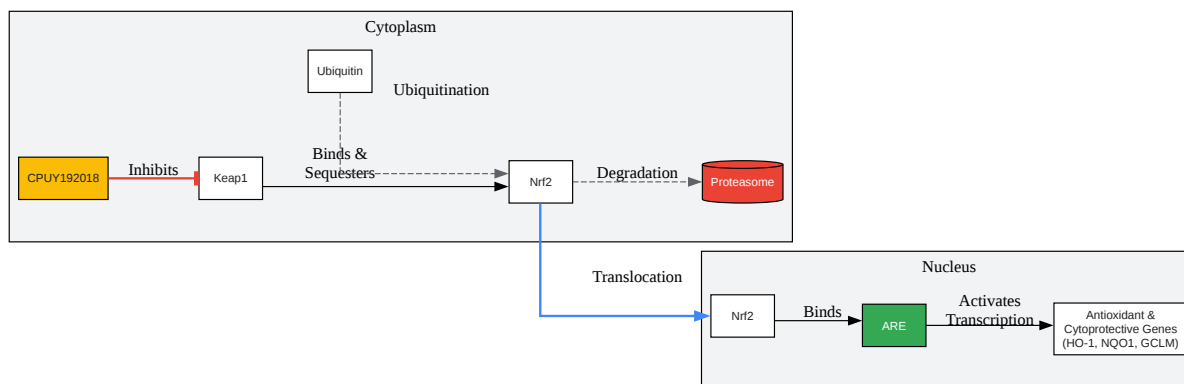 Cytoplasm
Ubiquitin
Ubiquitination
CPUY192018
Inhibits
Keap1
Binds &
Sequesters
Nrf2
Degradation
Proteasome
Translocation
Nucleus
Nrf2
Binds
ARE
Activates
Transcription
Antioxidant &
Cytoprotective Genes
(HO-1, NQO1, GCLM)